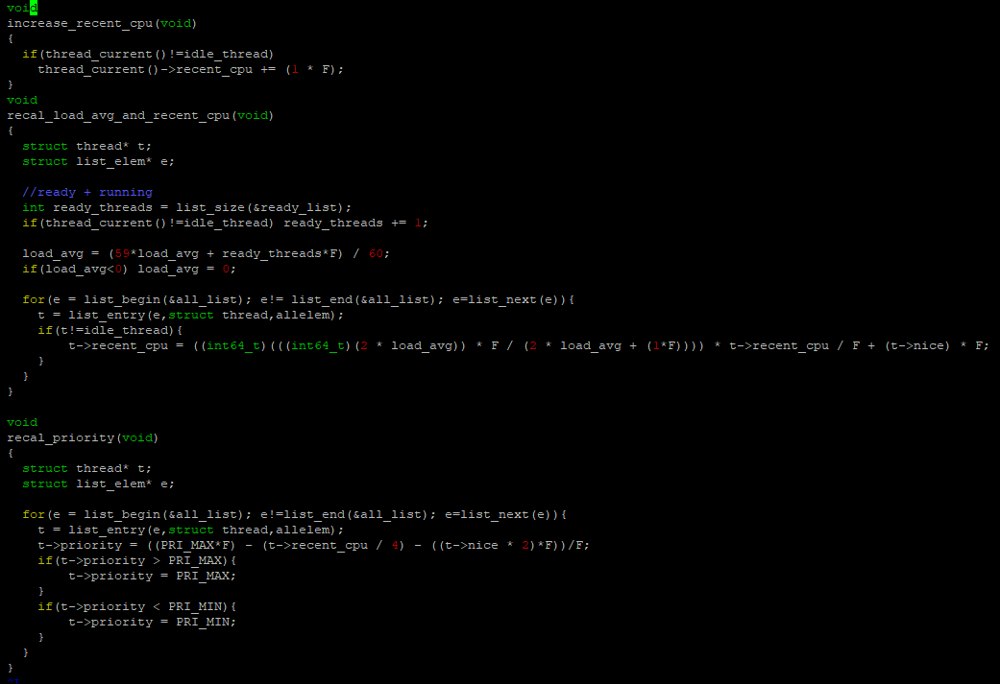 void
increase_recent_cpu(void)
{
  if(thread_current()!=idle_thread)
    thread_current()->recent_cpu += (1 * F);
}
void
recal_load_avg_and_recent_cpu(void)
{
  struct thread* t;
  struct list_elem* e;

  //ready + running
  int ready_threads = list_size(&ready_list);
  if(thread_current()!=idle_thread) ready_threads += 1;

  load_avg = (59*load_avg + ready_threads*F) / 60;
  if(load_avg<0) load_avg = 0;

  for(e = list_begin(&all_list); e!= list_end(&all_list); e=list_next(e)){
    t = list_entry(e,struct thread,allelem);
    if(t!=idle_thread){
        t->recent_cpu = ((int64_t)(((int64_t)(2 * load_avg)) * F / (2 * load_avg + (1*F)))) * t->recent_cpu / F + (t->nice) * F;
    }
  }
}

void
recal_priority(void)
{
  struct thread* t;
  struct list_elem* e;

  for(e = list_begin(&all_list); e!=list_end(&all_list); e=list_next(e)){
    t = list_entry(e,struct thread,allelem);
    t->priority = ((PRI_MAX*F) - (t->recent_cpu / 4) - ((t->nice * 2)*F))/F;
    if(t->priority > PRI_MAX){
        t->priority = PRI_MAX;
    }
    if(t->priority < PRI_MIN){
        t->priority = PRI_MIN;
    }
  }
}